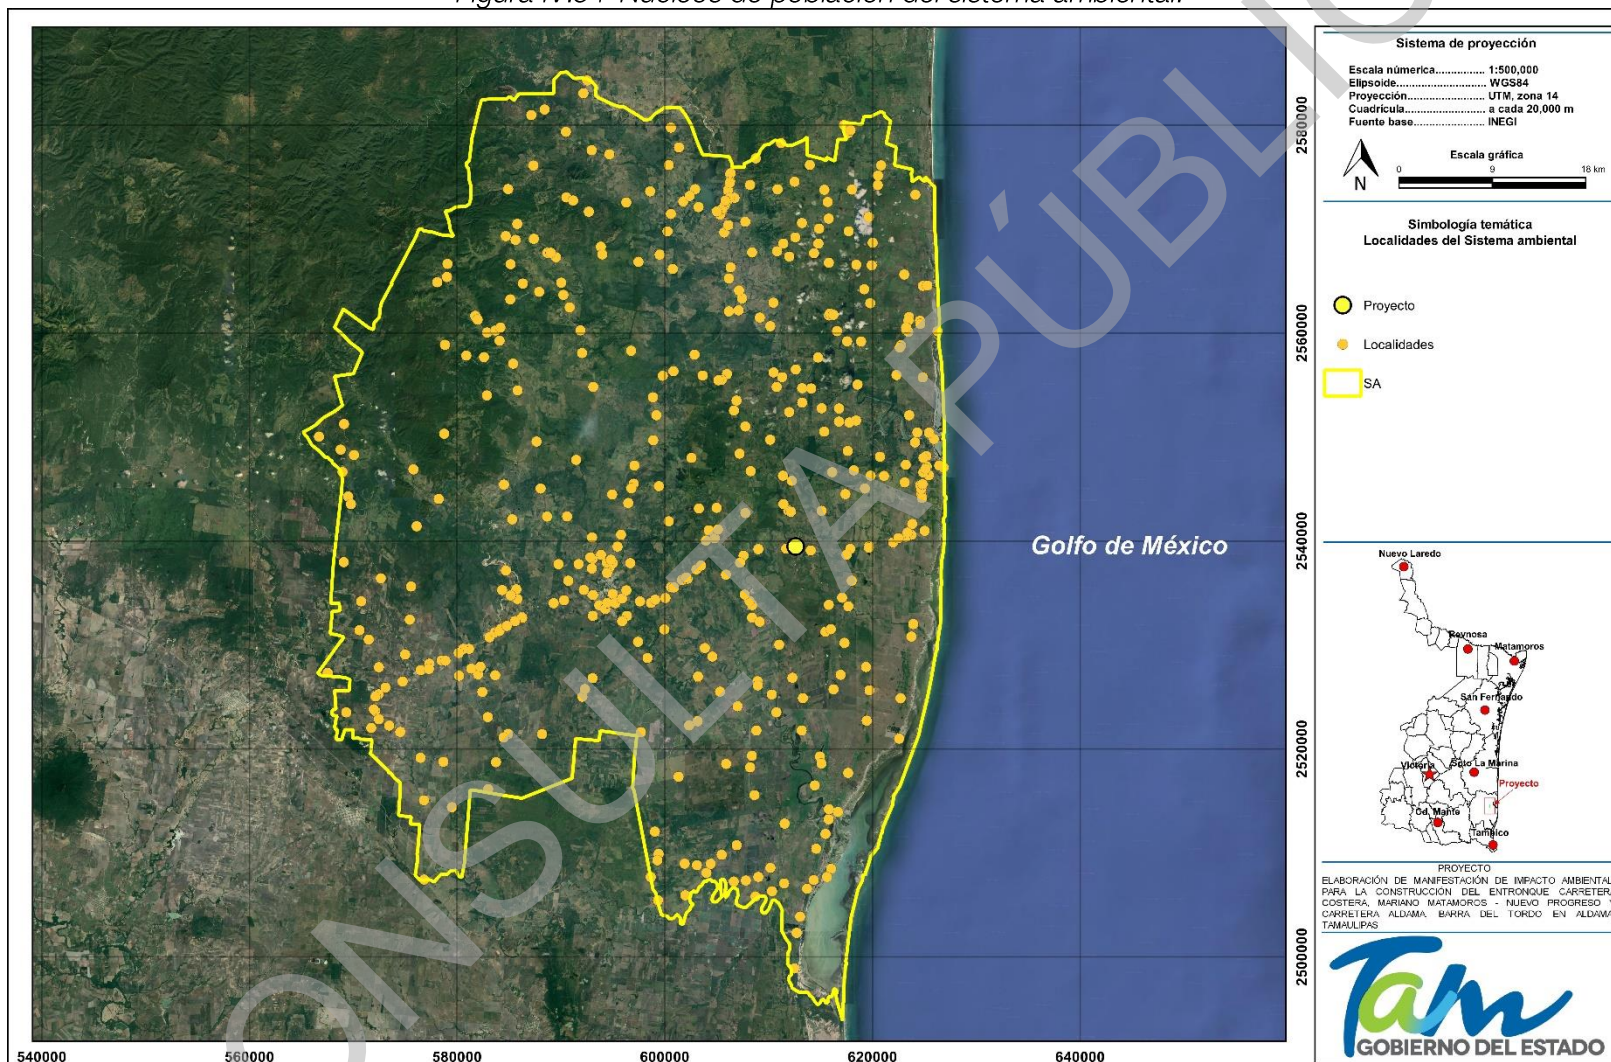 Figura IV.34 Núcleos de población del sistema ambiental.
Sistema de proyección
Escala númerica................ 1:500,000
Elipsoide........................ WGS84
Proyección..................... UTM, zona 14
Cuadrícula...................... a cada 20,000 m
Fuente base................... INEGI
Escala gráfica
0 9 18 km
N
Simbología temática
Localidades del Sistema ambiental
Proyecto
Localidades
SA
Golfo de México
CONSULTA PÚBLIC
2580000
2560000
2540000
2520000
2500000
540000 560000 580000 600000 620000 640000
Nuevo Laredo
Reynosa
Matamoros
San Fernando
Victoria
Soto La Marina
Proyecto
Cd. Mante
Tampico
PROYECTO
ELABORACIÓN DE MANIFESTACIÓN DE IMPACTO AMBIENTAL
PARA LA CONSTRUCCIÓN DEL ENTRONQUE CARRETERA
COSTERA, MARIANO MATAMOROS - NUEVO PROGRESO Y
CARRETERA ALDAMA BARRA DEL TORDO EN ALDAMA
TAMAULIPAS
Tam
GOBIERNO DEL ESTADO